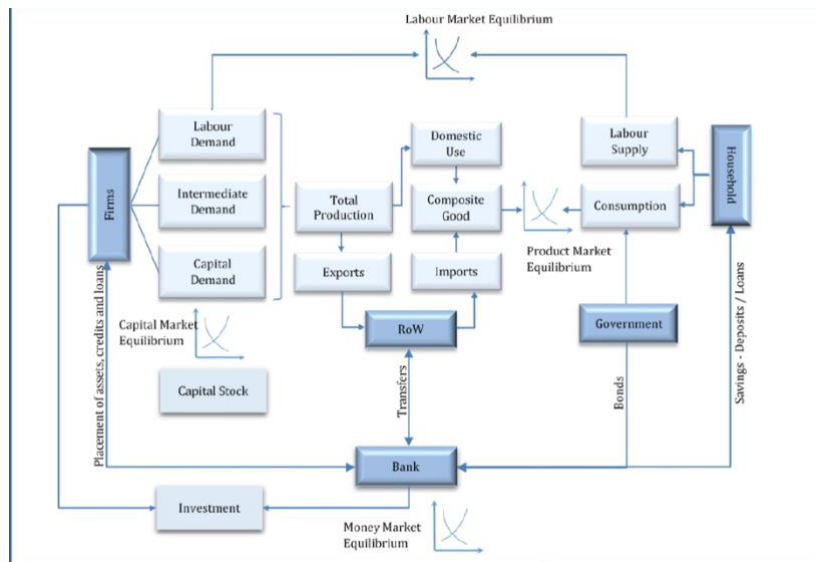 Labour Market Equilibrium
Labour
Demand
Domestic
Use
Labour
Supply
Household
Firms
Intermediate
Demand
Total
Production
Composite
Good
Consumption
Product Market
Equilibrium
Capital
Demand
Exports
Imports
Capital Market
Equilibrium
RoW
Government
Placement of assets, credits and loans
Capital Stock
Transfers
Bonds
Savings - Deposits / Loans
Bank
Investment
Money Market
Equilibrium